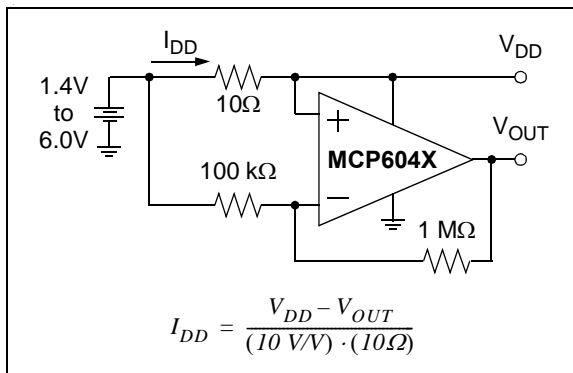 I_DD
V_DD
1.4V
to
6.0V
10Ω
V_OUT
+
MCP604X
100 kΩ
−
1 MΩ
I_DD = (V_DD − V_OUT) / ((10 V/V) · (10Ω))